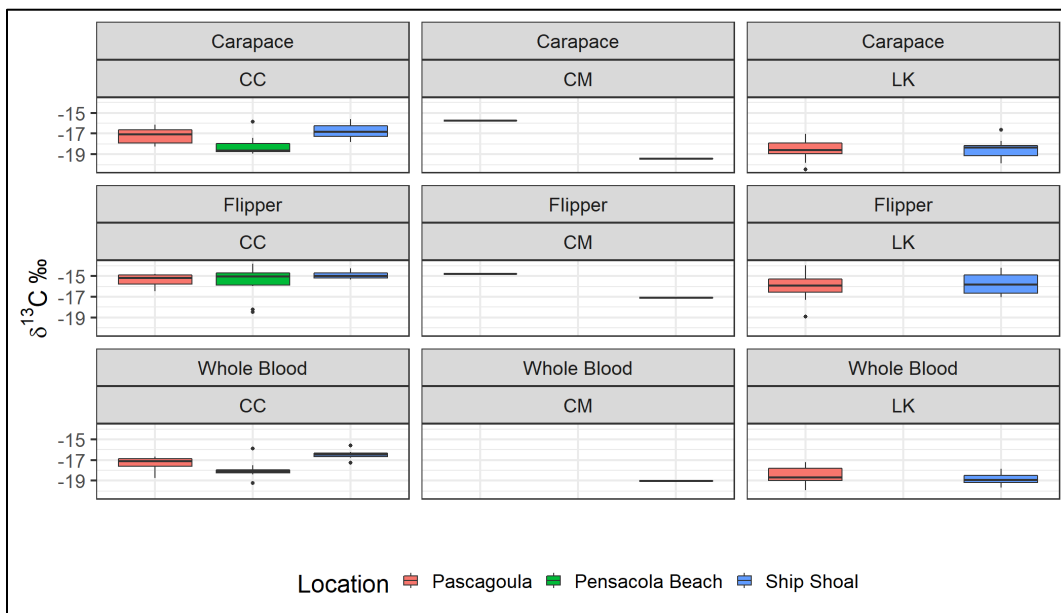 Carapace Carapace Carapace
CC CM LK
-15
-17
-19
Flipper Flipper Flipper
CC CM LK
-15
-17
-19
δ¹³C ‰
Whole Blood Whole Blood Whole Blood
CC CM LK
-15
-17
-19
Location Pascagoula Pensacola Beach Ship Shoal